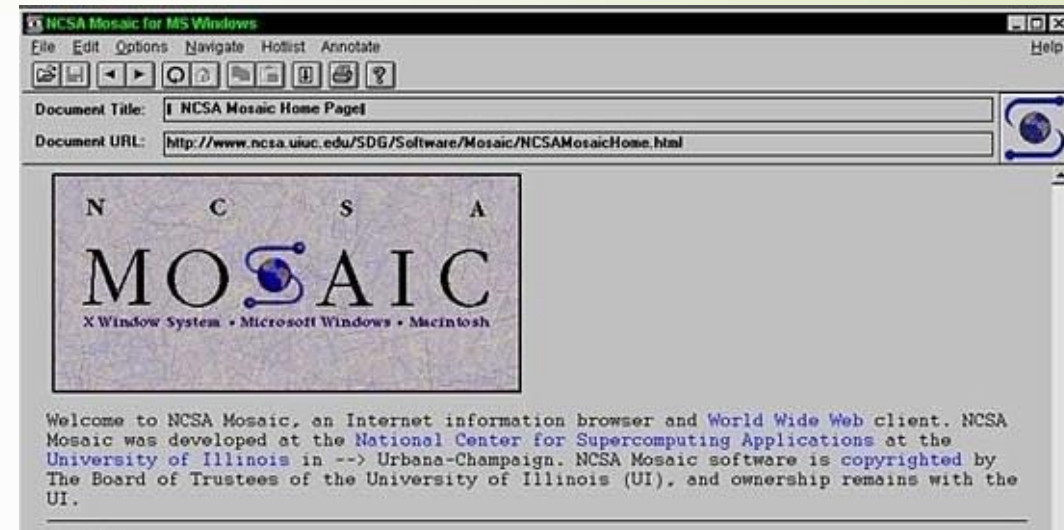 NCSA Mosaic for MS Windows
File Edit Options Navigate Hotlist Annotate Help
Document Title: NCSA Mosaic Home Page
Document URL: http://www.ncsa.uiuc.edu/SDG/Software/Mosaic/NCSAMosaicHome.html
N C S A
MOSAIC
X Window System • Microsoft Windows • Macintosh
Welcome to NCSA Mosaic, an Internet information browser and World Wide Web client. NCSA
Mosaic was developed at the National Center for Supercomputing Applications at the
University of Illinois in --> Urbana-Champaign. NCSA Mosaic software is copyrighted by
The Board of Trustees of the University of Illinois (UI), and ownership remains with the
UI.